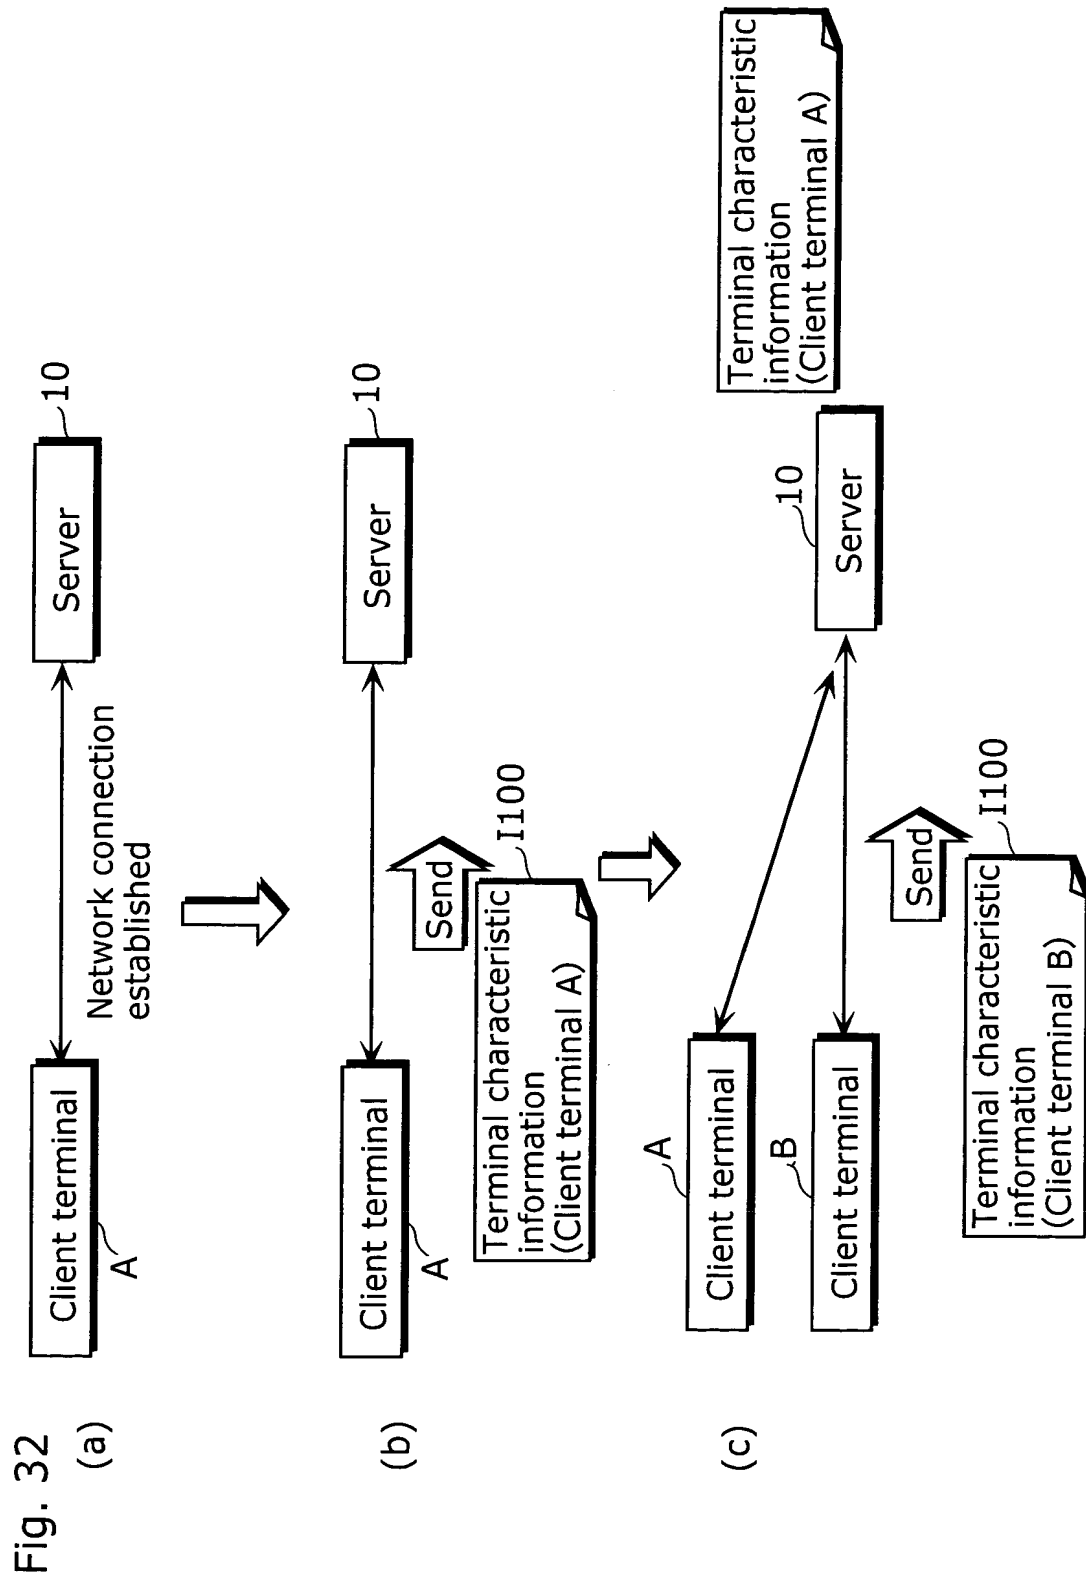 Fig. 32
(a)
Client terminal
A
Network connection
established
Server
10
(b)
Client terminal
A
Server
10
Send
I100
Terminal characteristic
information
(Client terminal A)
(c)
Client terminal
A
Client terminal
B
Server
10
Terminal characteristic
information
(Client terminal A)
Send
I100
Terminal characteristic
information
(Client terminal B)